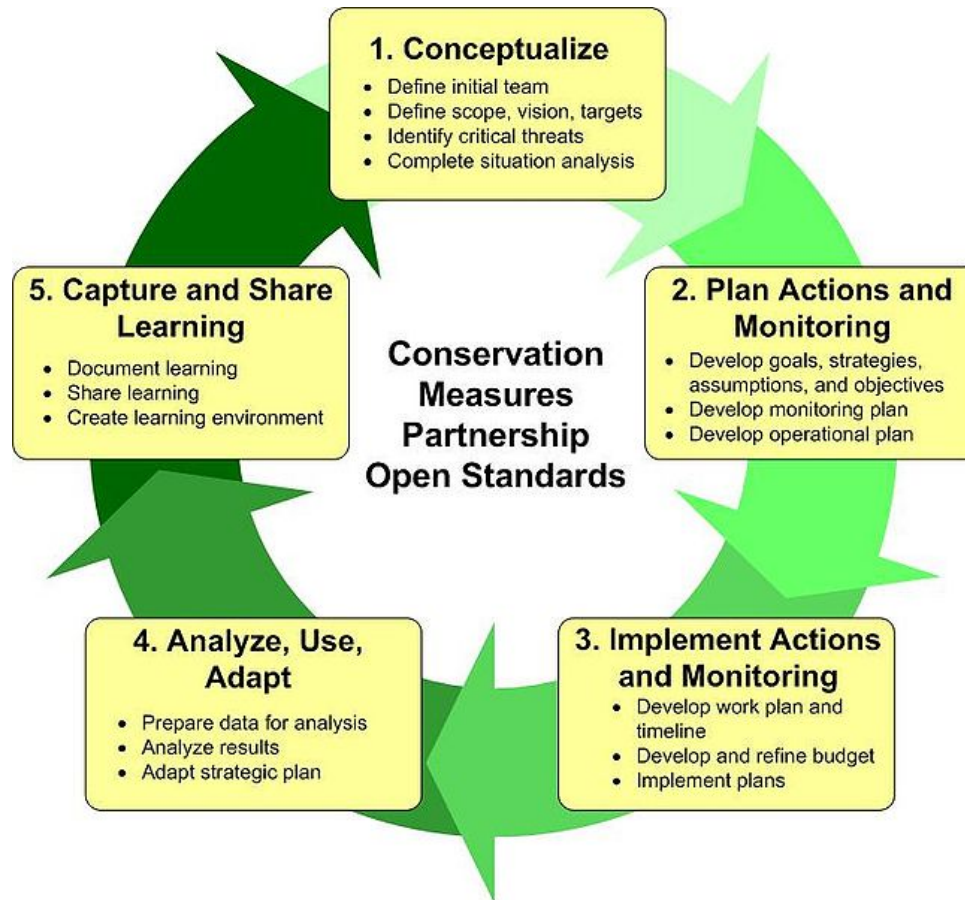 1. Conceptualize
• Define initial team
• Define scope, vision, targets
• Identify critical threats
• Complete situation analysis
2. Plan Actions and
Monitoring
• Develop goals, strategies,
assumptions, and objectives
• Develop monitoring plan
• Develop operational plan
3. Implement Actions
and Monitoring
• Develop work plan and
timeline
• Develop and refine budget
• Implement plans
4. Analyze, Use,
Adapt
• Prepare data for analysis
• Analyze results
• Adapt strategic plan
5. Capture and Share
Learning
• Document learning
• Share learning
• Create learning environment
Conservation
Measures
Partnership
Open Standards